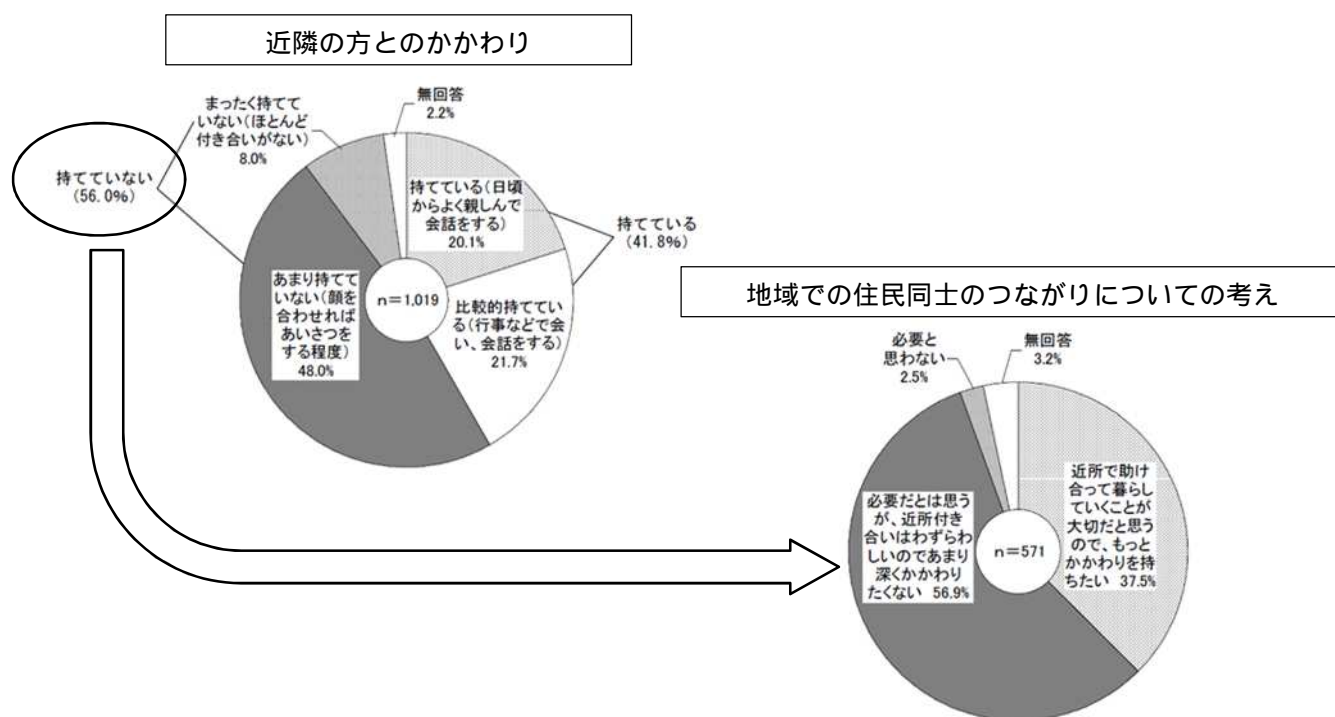 近隣の方とのかかわり
まったく持てて
いない(ほとんど
付き合いがない)
8.0%
無回答
2.2%
持てていない
(56.0%)
持てている(日頃
からよく親しんで
会話をする)
20.1%
持てている
(41.8%)
あまり持てて
いない(顔を
合わせれば
あいさつを
する程度)
48.0%
n=1,019
比較的持ててい
る(行事などで会
い、会話をする)
21.7%
地域での住民同士のつながりについての考え
必要と
思わない
2.5%
無回答
3.2%
必要だとは思う
が、近所付き
合いはわずらわ
しいのであまり
深くかかわり
たくない 56.9%
n=571
近所で助け
合って暮らし
ていくことが
大切だと思う
ので、もっと
かかわりを持
ちたい 37.5%